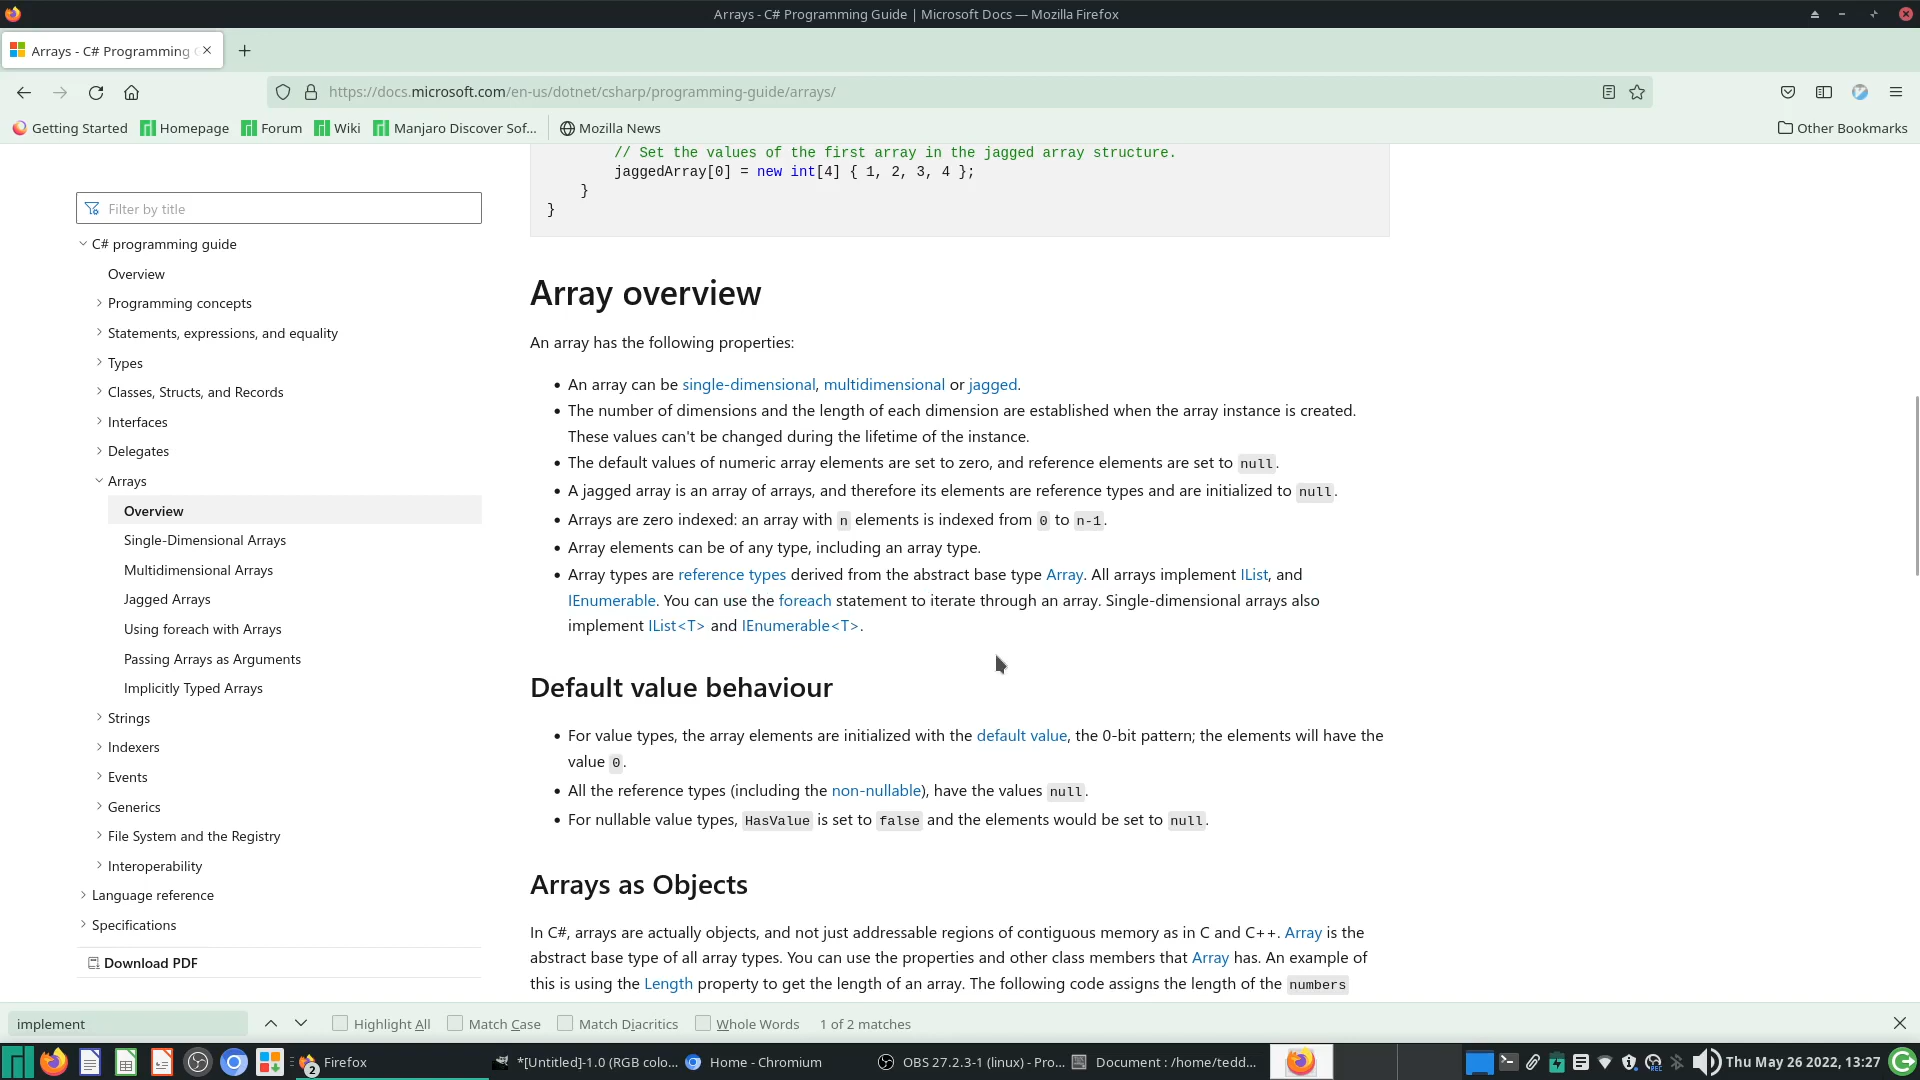 Arrays - C# Programming Guide | Microsoft Docs — Mozilla Firefox
Arrays - C# Programming
https://docs.microsoft.com/en-us/dotnet/csharp/programming-guide/arrays/
Getting Started
Homepage
Forum
Wiki
Manjaro Discover Sof...
Mozilla News
Other Bookmarks
// Set the values of the first array in the jagged array structure.
jaggedArray[0] = new int[4] { 1, 2, 3, 4 };
}
}
Filter by title
C# programming guide
Overview
Programming concepts
Statements, expressions, and equality
Types
Classes, Structs, and Records
Interfaces
Delegates
Arrays
Overview
Single-Dimensional Arrays
Multidimensional Arrays
Jagged Arrays
Using foreach with Arrays
Passing Arrays as Arguments
Implicitly Typed Arrays
Strings
Indexers
Events
Generics
File System and the Registry
Interoperability
Language reference
Specifications
Download PDF
Array overview
An array has the following properties:
• An array can be single-dimensional, multidimensional or jagged.
• The number of dimensions and the length of each dimension are established when the array instance is created.
These values can't be changed during the lifetime of the instance.
• The default values of numeric array elements are set to zero, and reference elements are set to null.
• A jagged array is an array of arrays, and therefore its elements are reference types and are initialized to null.
• Arrays are zero indexed: an array with n elements is indexed from 0 to n-1.
• Array elements can be of any type, including an array type.
• Array types are reference types derived from the abstract base type Array. All arrays implement IList, and
IEnumerable. You can use the foreach statement to iterate through an array. Single-dimensional arrays also
implement IList<T> and IEnumerable<T>.
Default value behaviour
• For value types, the array elements are initialized with the default value, the 0-bit pattern; the elements will have the
value 0.
• All the reference types (including the non-nullable), have the values null.
• For nullable value types, HasValue is set to false and the elements would be set to null.
Arrays as Objects
In C#, arrays are actually objects, and not just addressable regions of contiguous memory as in C and C++. Array is the
abstract base type of all array types. You can use the properties and other class members that Array has. An example of
this is using the Length property to get the length of an array. The following code assigns the length of the numbers
implement
Highlight All
Match Case
Match Diacritics
Whole Words
1 of 2 matches
2
Firefox
*[Untitled]-1.0 (RGB colo...
Home - Chromium
OBS 27.2.3-1 (linux) - Pro...
Document : /home/tedd...
REC
Thu May 26 2022, 13:27